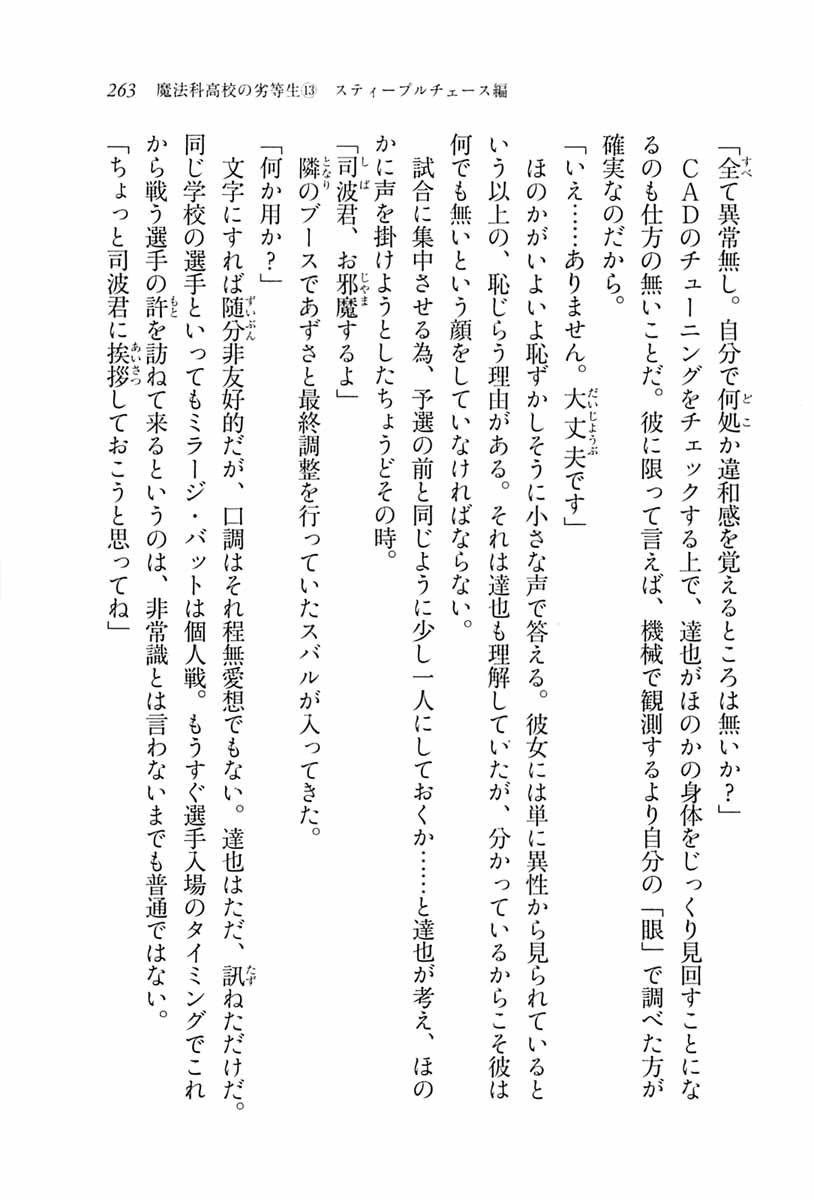 263 魔法科高校の劣等生⑬ スティープルチェース編
「全て異常無し。自分で何処か違和感を覚えるところは無いか？」
ＣＡＤのチューニングをチェックする上で、達也がほのかの身体をじっくり見回すことにな
るのも仕方の無いことだ。彼に限って言えば、機械で観測するより自分の「眼」で調べた方が
確実なのだから。
「いえ……ありません。大丈夫です」
ほのかがいよいよ恥ずかしそうに小さな声で答える。彼女には単に異性から見られていると
いう以上の、恥じらう理由がある。それは達也も理解していたが、分かっているからこそ彼は
何でも無いという顔をしていなければならない。
試合に集中させる為、予選の前と同じように少し一人にしておくか……と達也が考え、ほの
かに声を掛けようとしたちょうどその時。
「司波君、お邪魔するよ」
隣のブースであずさと最終調整を行っていたスバルが入ってきた。
「何か用か？」
文字にすれば随分非友好的だが、口調はそれ程無愛想でもない。達也はただ、訊ねただけだ。
同じ学校の選手といってもミラージ・バットは個人戦。もうすぐ選手入場のタイミングでこれ
から戦う選手の許を訪ねて来るというのは、非常識とは言わないまでも普通ではない。
「ちょっと司波君に挨拶しておこうと思ってね」